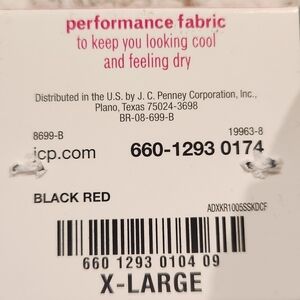 performance fabric
to keep you looking cool
and feeling dry
Distributed in the U.S. by J. C. Penney Corporation, Inc.,
Plano, Texas 75024-3698
BR-08-699-B
8699-B 19963-8
jcp.com 660-1293 0174
BLACK RED
ADXKR1005SSKDCF
660 1293 0104 09
X-LARGE